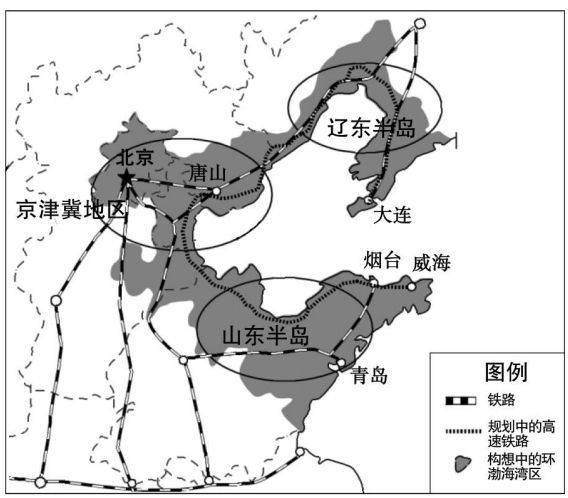 辽东半岛
北京
唐山
京津冀地区
大连
烟台
威海
山东半岛
青岛
图例
铁路
规划中的高
速铁路
构想中的环
渤海湾区